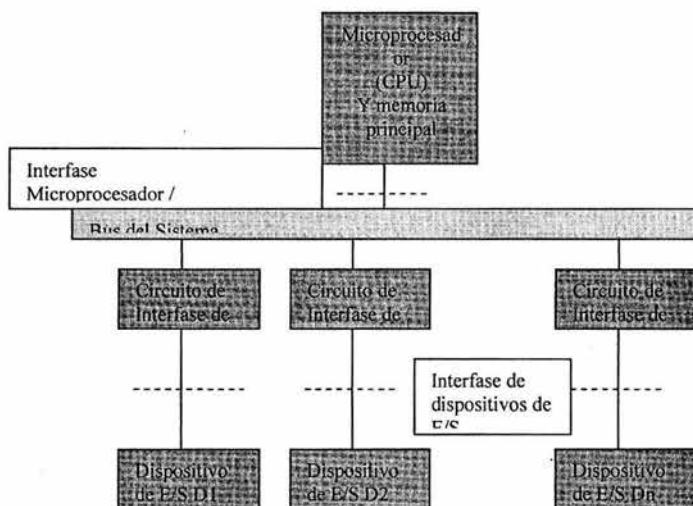 Microprocesad
or
(CPU)
Y memoria
principal
Interfase
Microprocesador /
Bus del Sistema
Circuito de
Interfase de
Circuito de
Interfase de /
Circuito de
Interfase de
Interfase de
dispositivos de
E/S
Dispositivo
de E/S D1
Dispositivo
de E/S D2
Dispositivo
de E/S Dn